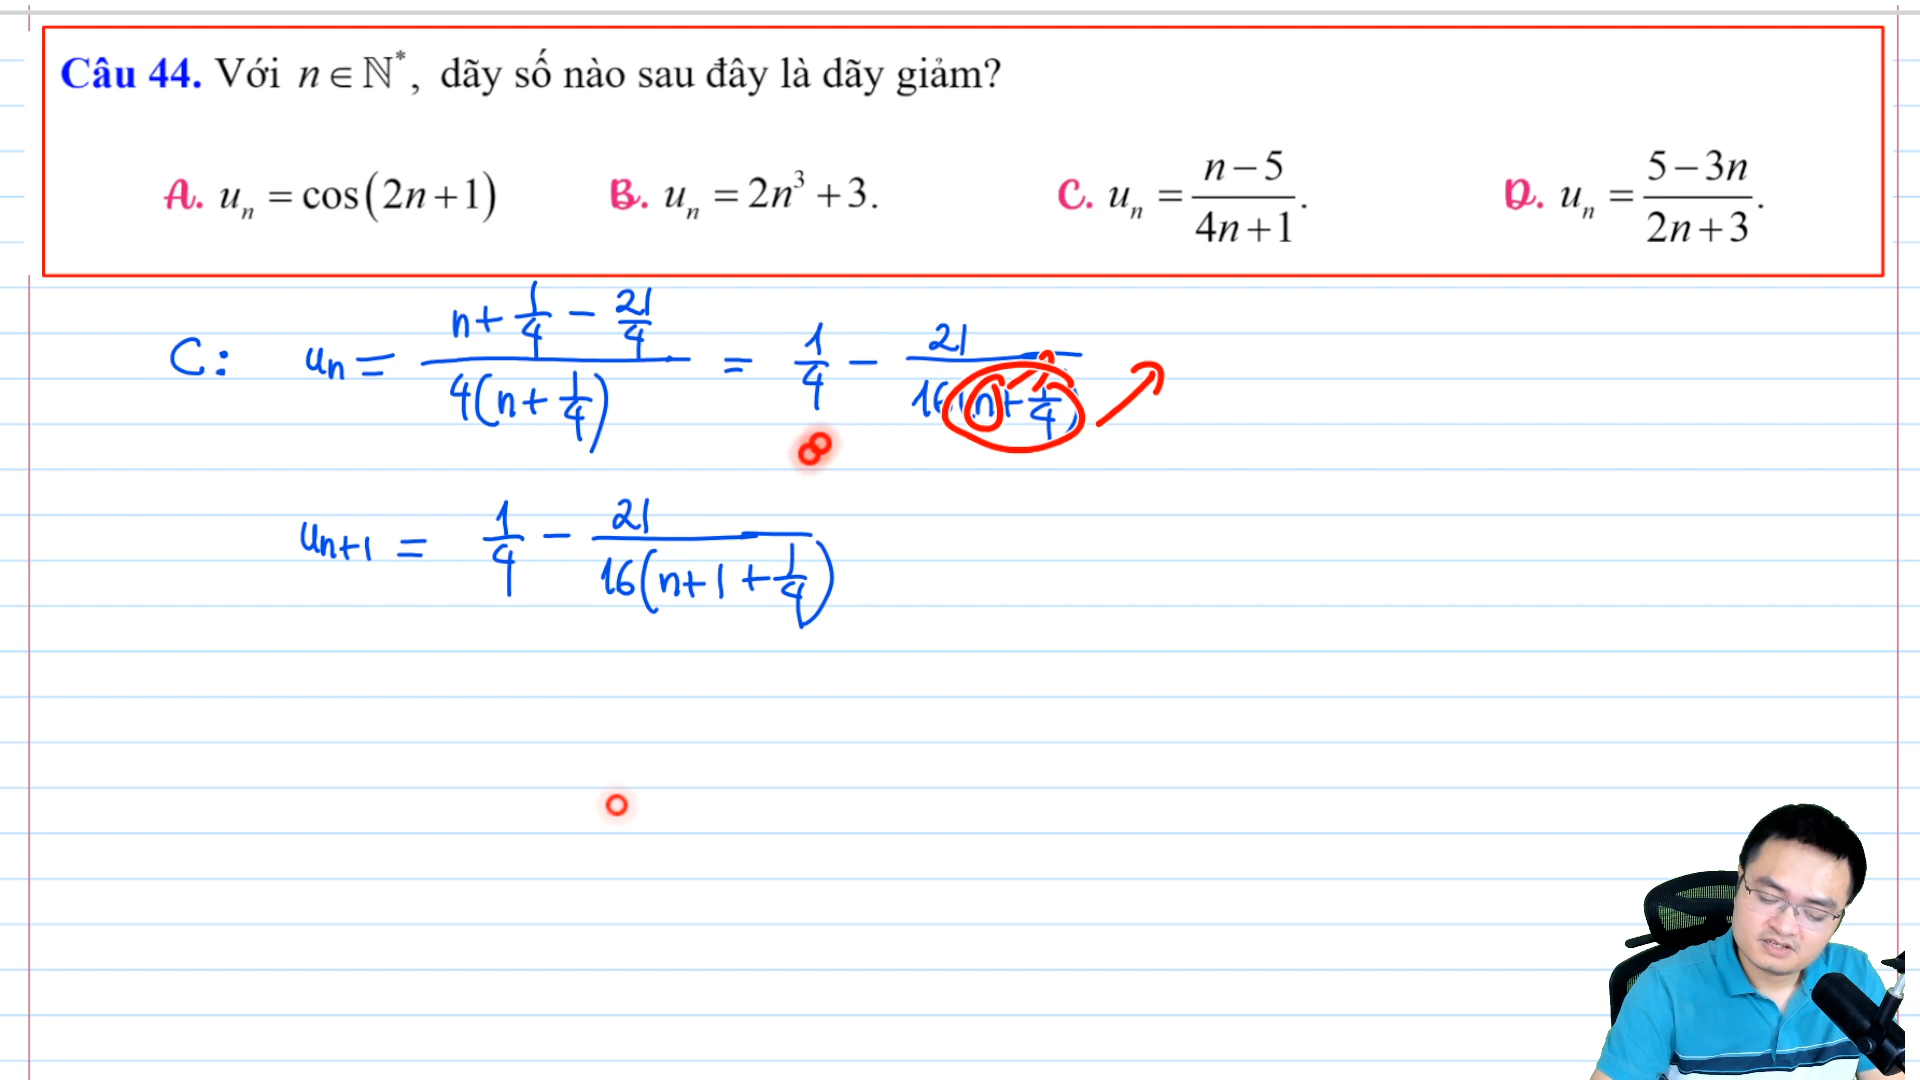 Câu 44. Với n ∈ ℕ*, dãy số nào sau đây là dãy giảm?
A. uₙ = cos(2n+1) B. uₙ = 2n³ + 3. C. uₙ = (n−5)/(4n+1). D. uₙ = (5−3n)/(2n+3).
C: uₙ = (n + 1/4 − 21/4)/(4(n + 1/4)) = 1/4 − 21/(16(n + 1/4))
uₙ₊₁ = 1/4 − 21/(16(n+1+1/4))